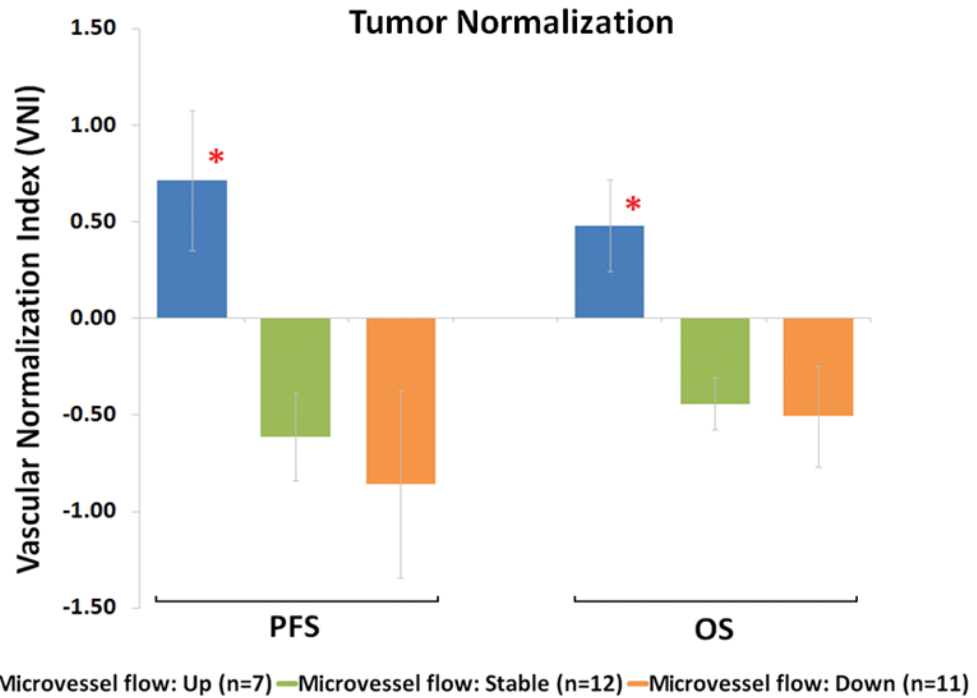 Tumor Normalization
Vascular Normalization Index (VNI)
1.50
1.00
0.50
0.00
-0.50
-1.00
-1.50
*
*
PFS
OS
Microvessel flow: Up (n=7) Microvessel flow: Stable (n=12) Microvessel flow: Down (n=11)